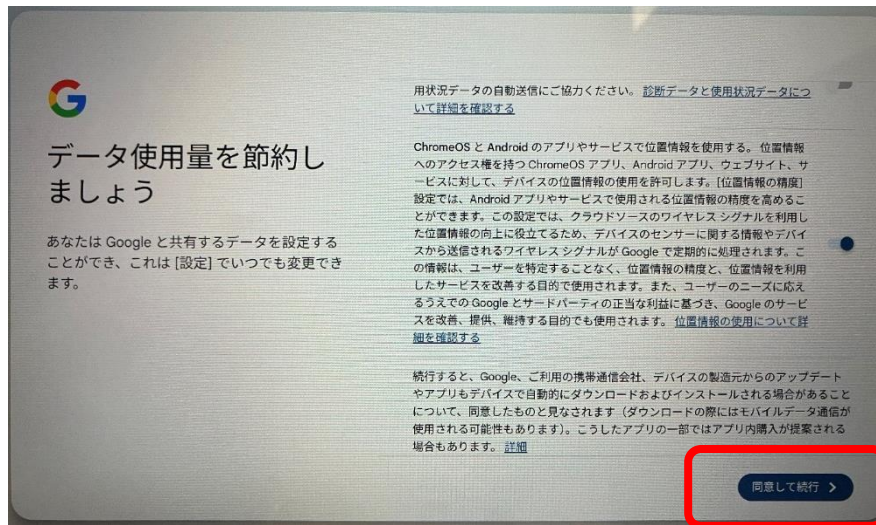 データ使用量を節約し
ましょう
あなたは Google と共有するデータを設定する
ことができ、これは [設定] でいつでも変更でき
ます。
用状況データの自動送信にご協力ください。 診断データと使用状況データにつ
いて詳細を確認する
ChromeOS と Android のアプリやサービスで位置情報を使用する。 位置情報
へのアクセス権を持つ ChromeOS アプリ、Android アプリ、ウェブサイト、サ
ービスに対して、デバイスの位置情報の使用を許可します。[位置情報の精度]
設定では、Android アプリやサービスで使用される位置情報の精度を高めるこ
とができます。この設定では、クラウドソースのワイヤレス シグナルを利用し
た位置情報の向上に役立てるため、デバイスのセンサーに関する情報やデバイ
スから送信されるワイヤレス シグナルが Google で定期的に処理されます。こ
の情報は、ユーザーを特定することなく、位置情報の精度と、位置情報を利用
したサービスを改善する目的で使用されます。また、ユーザーのニーズに応え
るうえでの Google とサードパーティの正当な利益に基づき、Google のサービ
スを改善、提供、維持する目的でも使用されます。 位置情報の使用について詳
細を確認する
続行すると、Google、ご利用の携帯通信会社、デバイスの製造元からのアップデート
やアプリもデバイスで自動的にダウンロードおよびインストールされる場合があること
について、同意したものと見なされます（ダウンロードの際にはモバイルデータ通信が
使用される可能性もあります）。こうしたアプリの一部ではアプリ内購入が提案される
場合もあります。 詳細
同意して続行